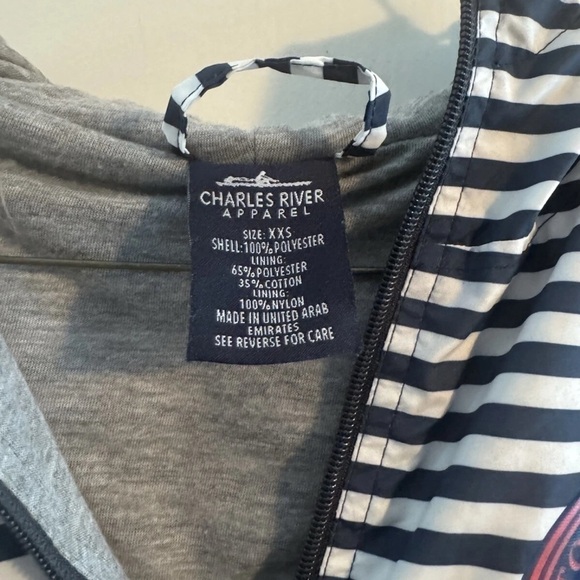 CHARLES RIVER
APPAREL
SIZE: XXS
SHELL: 100% POLYESTER
LINING:
65% POLYESTER
35% COTTON
LINING:
100% NYLON
MADE IN UNITED ARAB
EMIRATES
SEE REVERSE FOR CARE